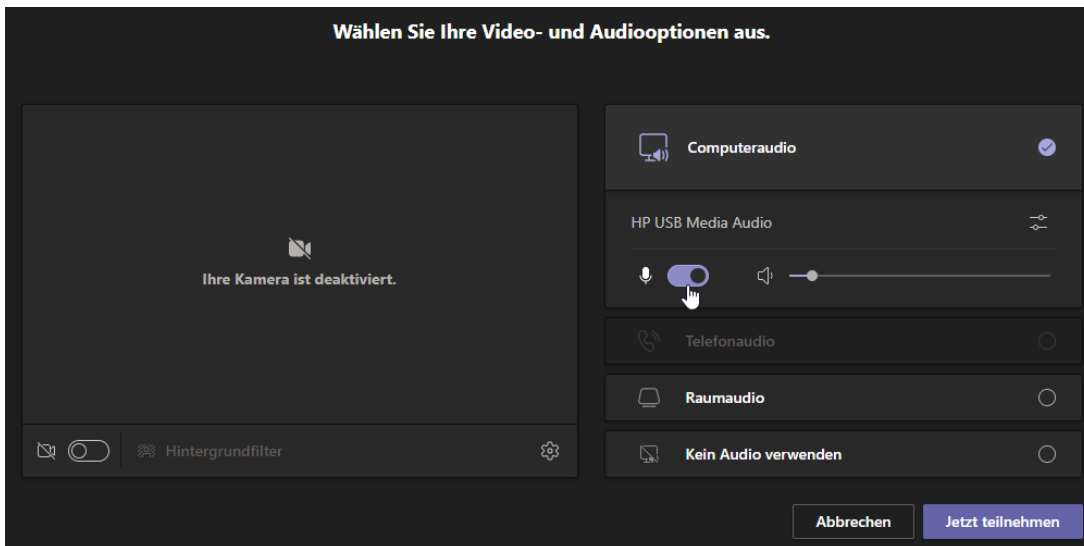 Wählen Sie Ihre Video- und Audiooptionen aus.
Ihre Kamera ist deaktiviert.
Hintergrundfilter
Computeraudio
HP USB Media Audio
Telefonaudio
Raumaudio
Kein Audio verwenden
Abbrechen
Jetzt teilnehmen